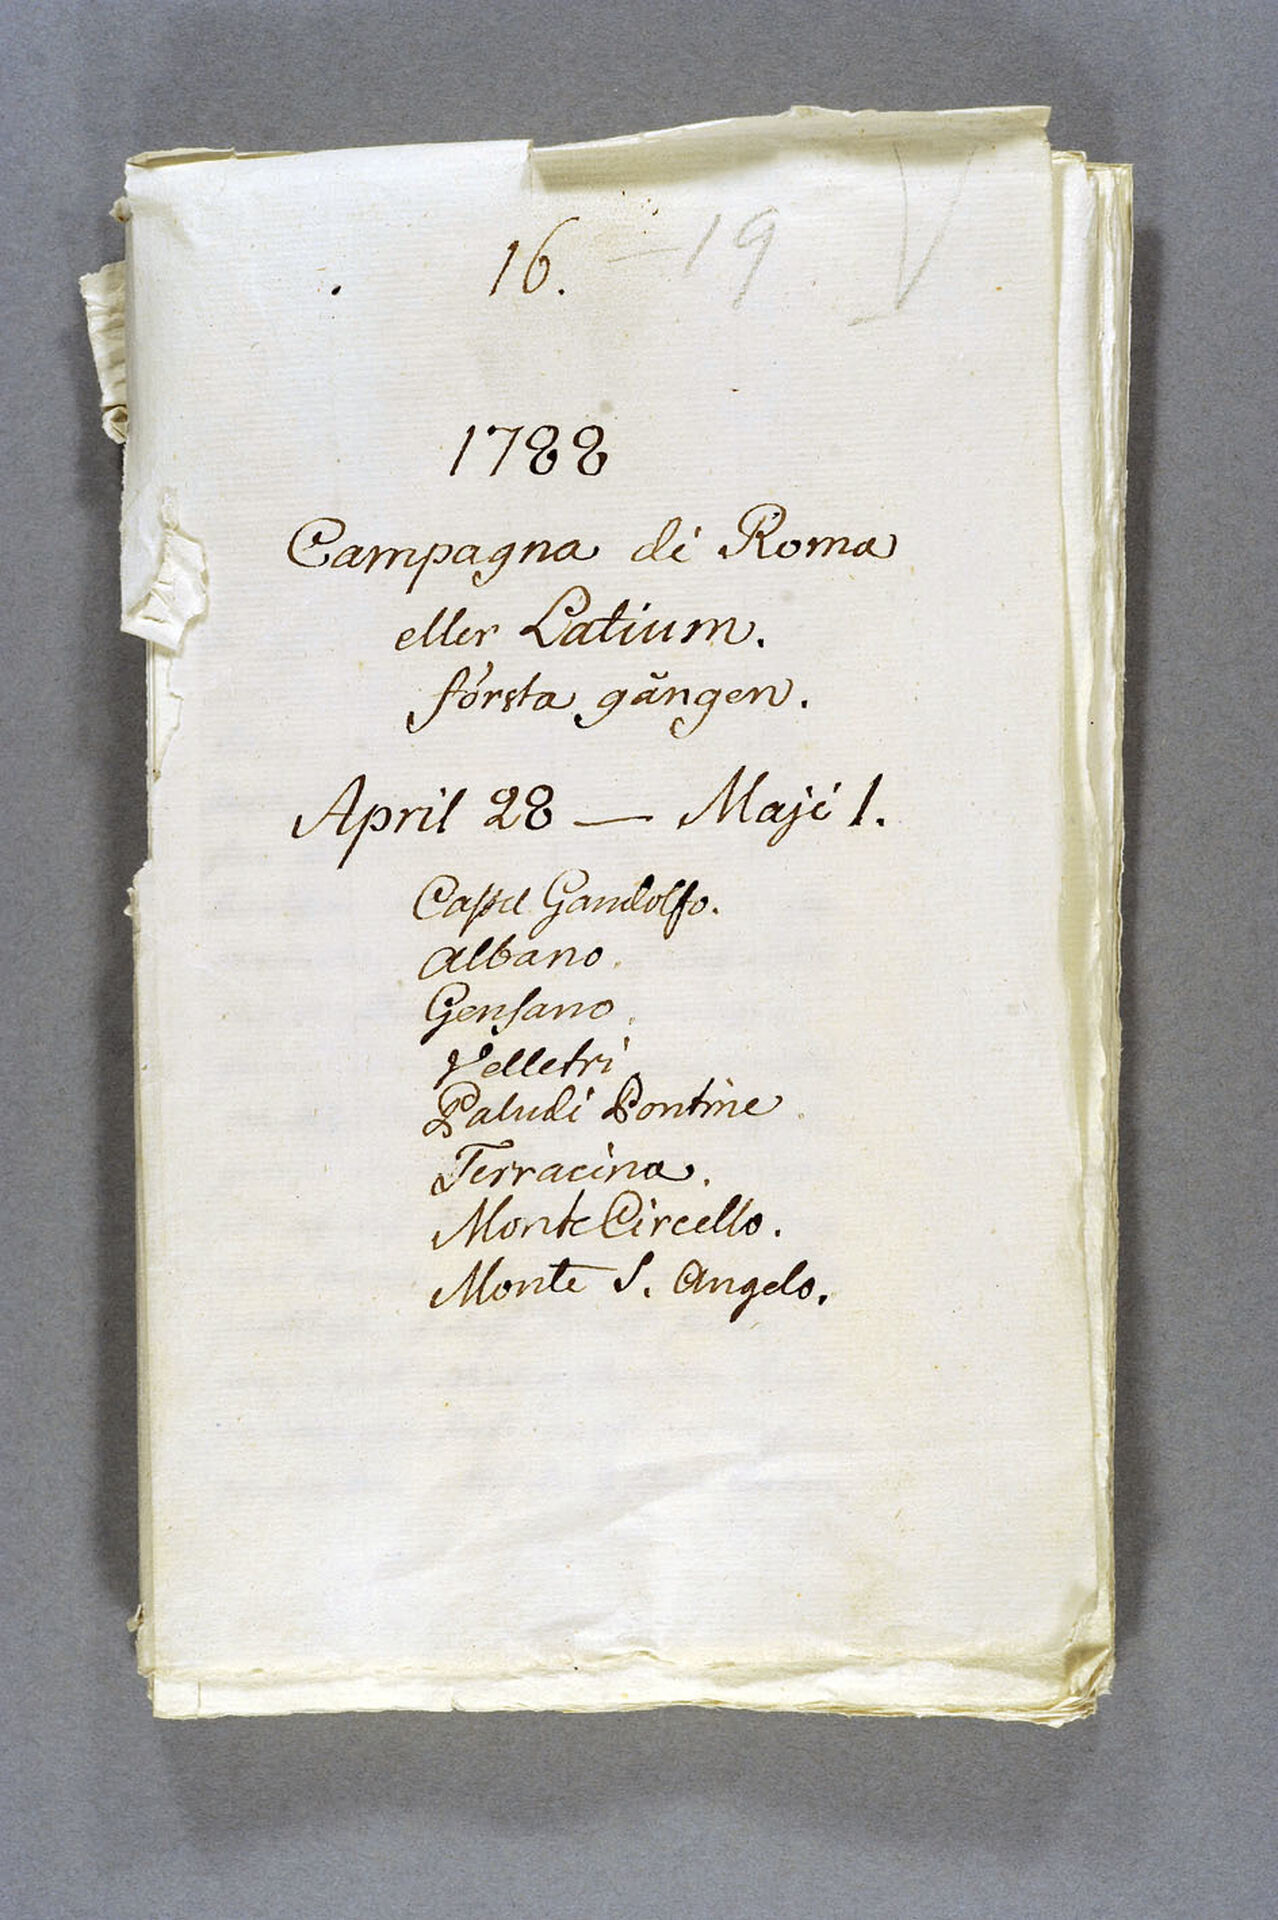 16. — 19 V
1788
Campagna di Roma
eller Latium.
första gången.
April 28 — Maji 1.
Castel Gandolfo.
Albano.
Gensano.
Velletri
Paludi Pontine
Terracina.
Monte Circello.
Monte S. Angelo.